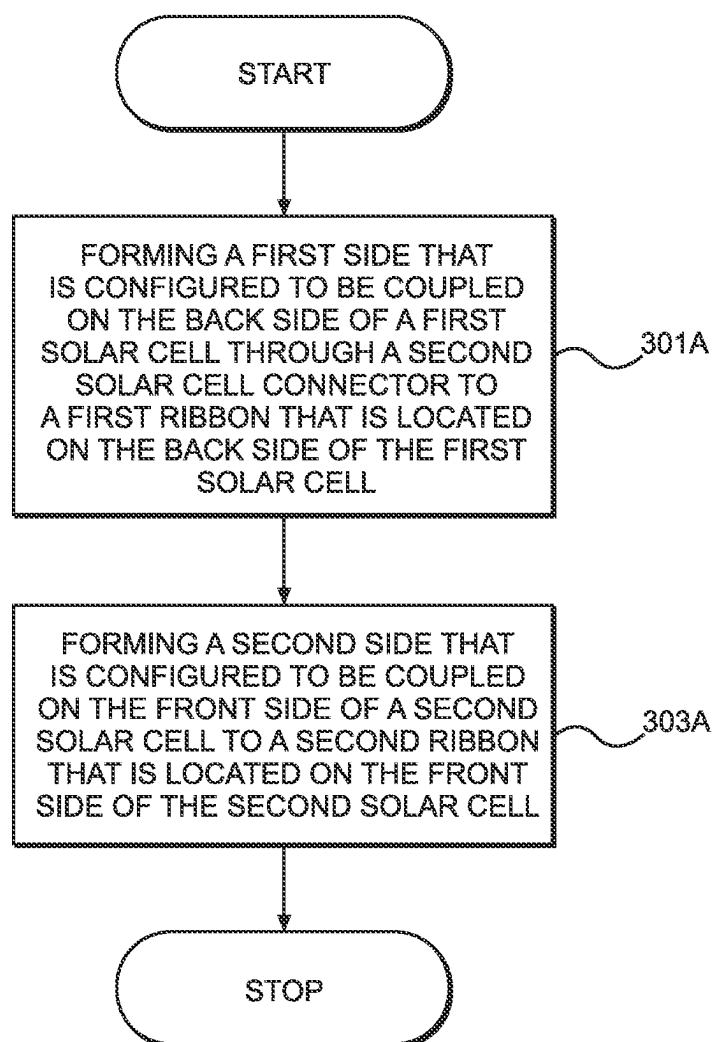 START
FORMING A FIRST SIDE THAT
IS CONFIGURED TO BE COUPLED
ON THE BACK SIDE OF A FIRST
SOLAR CELL THROUGH A SECOND
SOLAR CELL CONNECTOR TO
A FIRST RIBBON THAT IS LOCATED
ON THE BACK SIDE OF THE FIRST
SOLAR CELL
301A
FORMING A SECOND SIDE THAT
IS CONFIGURED TO BE COUPLED
ON THE FRONT SIDE OF A SECOND
SOLAR CELL TO A SECOND RIBBON
THAT IS LOCATED ON THE FRONT
SIDE OF THE SECOND SOLAR CELL
303A
STOP